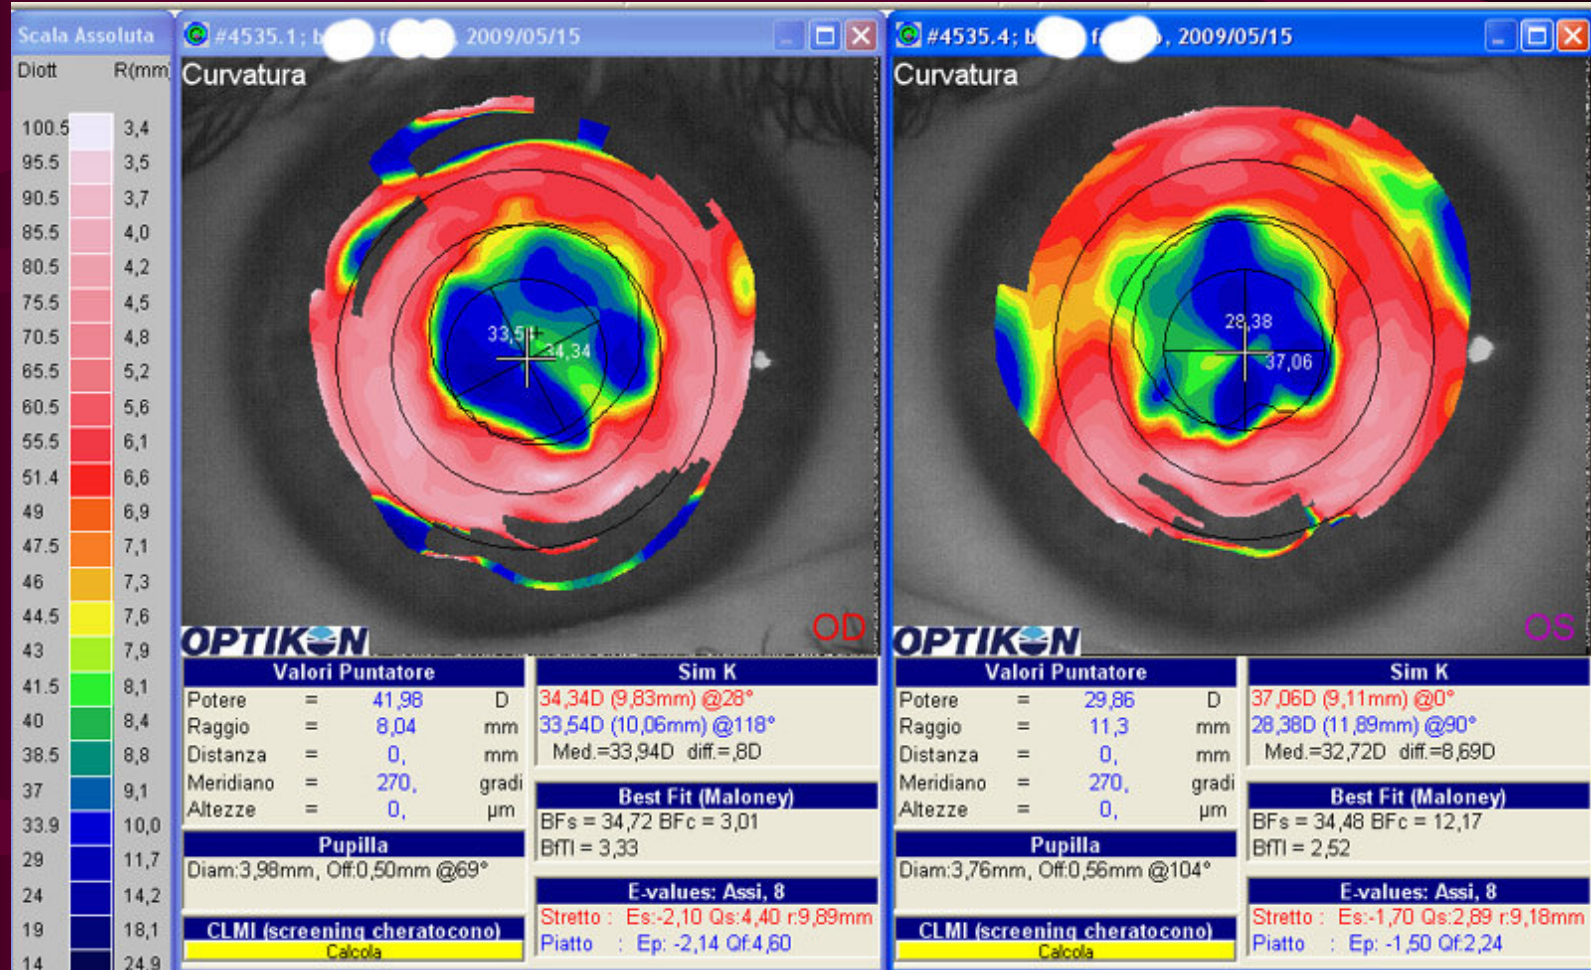 Scala Assoluta
Diott R(mm)
100.5 3,4
95.5 3,5
90.5 3,7
85.5 4,0
80.5 4,2
75.5 4,5
70.5 4,8
65.5 5,2
60.5 5,6
55.5 6,1
51.4 6,6
49 6,9
47.5 7,1
46 7,3
44.5 7,6
43 7,9
41.5 8,1
40 8,4
38.5 8,8
37 9,1
33.9 10,0
29 11,7
24 14,2
19 18,1
14 24,9
#4535.1; b f , 2009/05/15
Curvatura
33,54
34,34
OD
OPTIKON
Valori Puntatore
Potere = 41,98 D
Raggio = 8,04 mm
Distanza = 0, mm
Meridiano = 270, gradi
Altezze = 0, µm
Pupilla
Diam:3,98mm, Off:0,50mm @69°
CLMI (screening cheratocono)
Calcola
Sim K
34,34D (9,83mm) @28°
33,54D (10,06mm) @118°
Med.=33,94D diff.=,8D
Best Fit (Maloney)
BFs = 34,72 BFc = 3,01
BfTI = 3,33
E-values: Assi, 8
Stretto : Es:-2,10 Qs:4,40 r:9,89mm
Piatto : Ep: -2,14 Qf:4,60
#4535.4; b fa , 2009/05/15
Curvatura
28,38
37,06
OS
OPTIKON
Valori Puntatore
Potere = 29,86 D
Raggio = 11,3 mm
Distanza = 0, mm
Meridiano = 270, gradi
Altezze = 0, µm
Pupilla
Diam:3,76mm, Off:0,56mm @104°
CLMI (screening cheratocono)
Calcola
Sim K
37,06D (9,11mm) @0°
28,38D (11,89mm) @90°
Med.=32,72D diff=8,69D
Best Fit (Maloney)
BFs = 34,48 BFc = 12,17
BfTI = 2,52
E-values: Assi, 8
Stretto : Es:-1,70 Qs:2,89 r:9,18mm
Piatto : Ep: -1,50 Qf:2,24